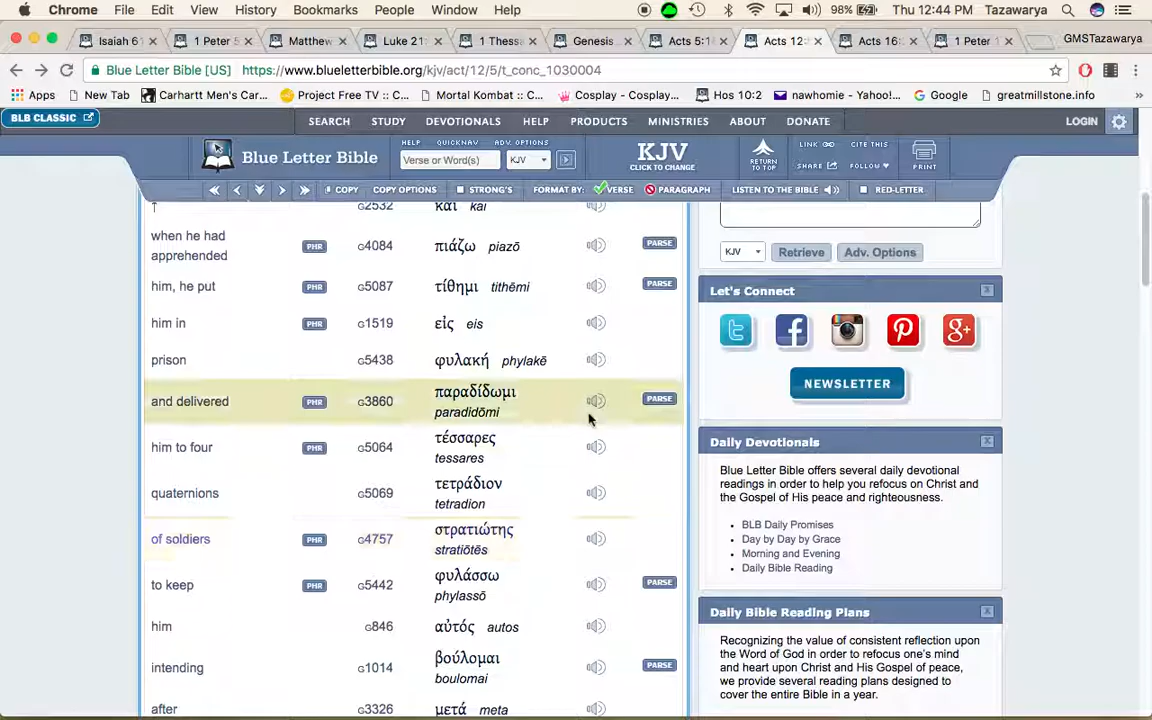 Chrome File Edit View History Bookmarks People Window Help 98% Thu 12:44 PM Tazawarya
Isaiah 61 1 Peter 5 Matthew Luke 21: 1 Thess Genesis Acts 5:1 Acts 12: Acts 16: 1 Peter 1 GMSTazawarya
Blue Letter Bible [US] https://www.blueletterbible.org/kjv/act/12/5/t_conc_1030004
Apps New Tab Carhartt Men's Car... Project Free TV :: C... Mortal Kombat :: C... Cosplay - Cosplay... Hos 10:2 nawhomie - Yahoo!... Google greatmillstone.info »
BLB CLASSIC SEARCH STUDY DEVOTIONALS HELP PRODUCTS MINISTRIES ABOUT DONATE LOGIN
HELP QUICKNAV ADV. OPTIONS
Blue Letter Bible Verse or Word(s) KJV
KJV
CLICK TO CHANGE
RETURN
TO TOP
LINK CITE THIS
SHARE FOLLOW
PRINT
COPY COPY OPTIONS STRONG'S FORMAT BY: VERSE PARAGRAPH LISTEN TO THE BIBLE RED-LETTER
G2532 καί kai
when he had
apprehended PHR G4084 πιάζω piazō PARSE
him, he put PHR G5087 τίθημι tithēmi PARSE
him in PHR G1519 εἰς eis
prison G5438 φυλακή phylakē
and delivered PHR G3860 παραδίδωμι
paradidōmi PARSE
him to four PHR G5064 τέσσαρες
tessares
quaternions G5069 τετράδιον
tetradion
of soldiers PHR G4757 στρατιώτης
stratiōtēs
to keep PHR G5442 φυλάσσω
phylassō PARSE
him G846 αὐτός autos
intending G1014 βούλομαι
boulomai PARSE
after G3326 μετά meta
KJV Retrieve Adv. Options
Let's Connect
NEWSLETTER
Daily Devotionals
Blue Letter Bible offers several daily devotional
readings in order to help you refocus on Christ and
the Gospel of His peace and righteousness.
BLB Daily Promises
Day by Day by Grace
Morning and Evening
Daily Bible Reading
Daily Bible Reading Plans
Recognizing the value of consistent reflection upon
the Word of God in order to refocus one's mind
and heart upon Christ and His Gospel of peace,
we provide several reading plans designed to
cover the entire Bible in a year.